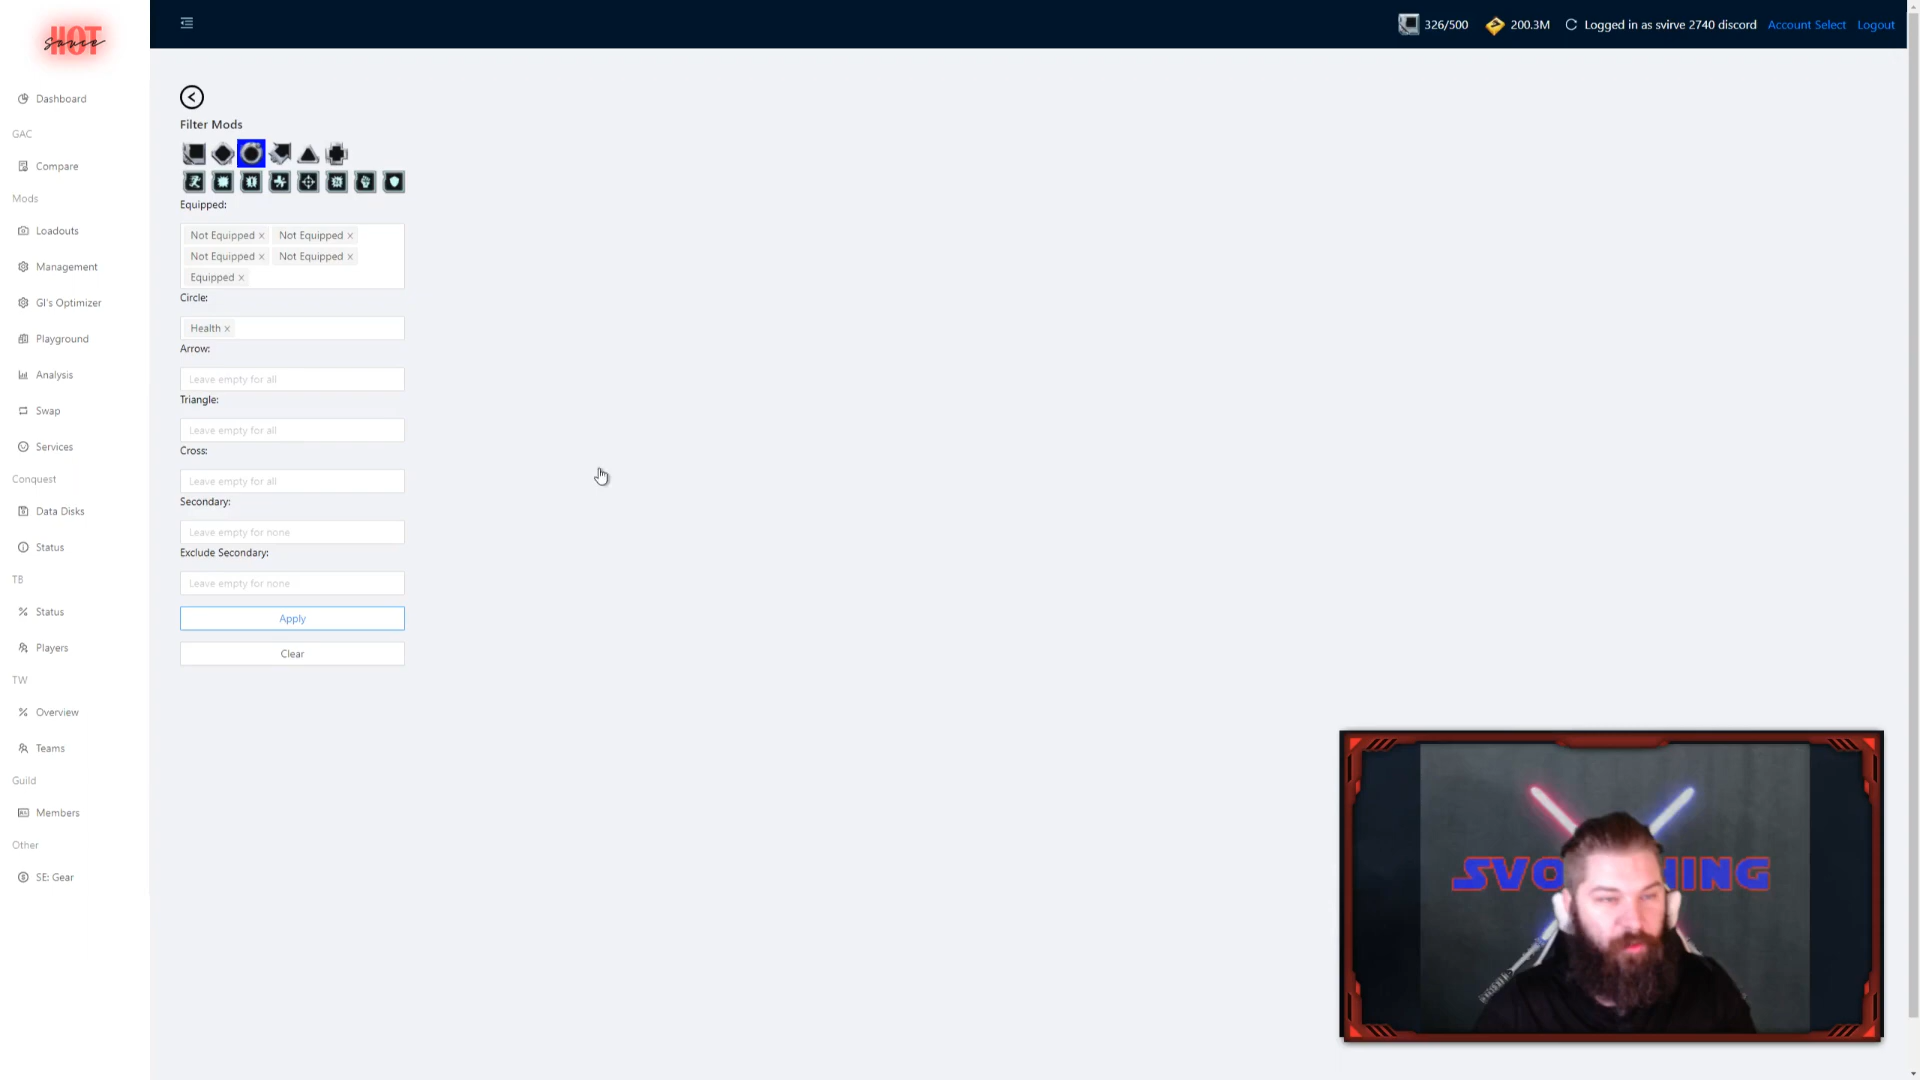 HOT
sauce
326/500 200.3M Logged in as svirve 2740 discord Account Select Logout
Dashboard
GAC
Compare
Mods
Loadouts
Management
GI's Optimizer
Playground
Analysis
Swap
Services
Conquest
Data Disks
Status
TB
Status
Players
TW
Overview
Teams
Guild
Members
Other
SE: Gear
Filter Mods
Equipped:
Not Equipped × Not Equipped ×
Not Equipped × Not Equipped ×
Equipped ×
Circle:
Health ×
Arrow:
Leave empty for all
Triangle:
Leave empty for all
Cross:
Leave empty for all
Secondary:
Leave empty for none
Exclude Secondary:
Leave empty for none
Apply
Clear